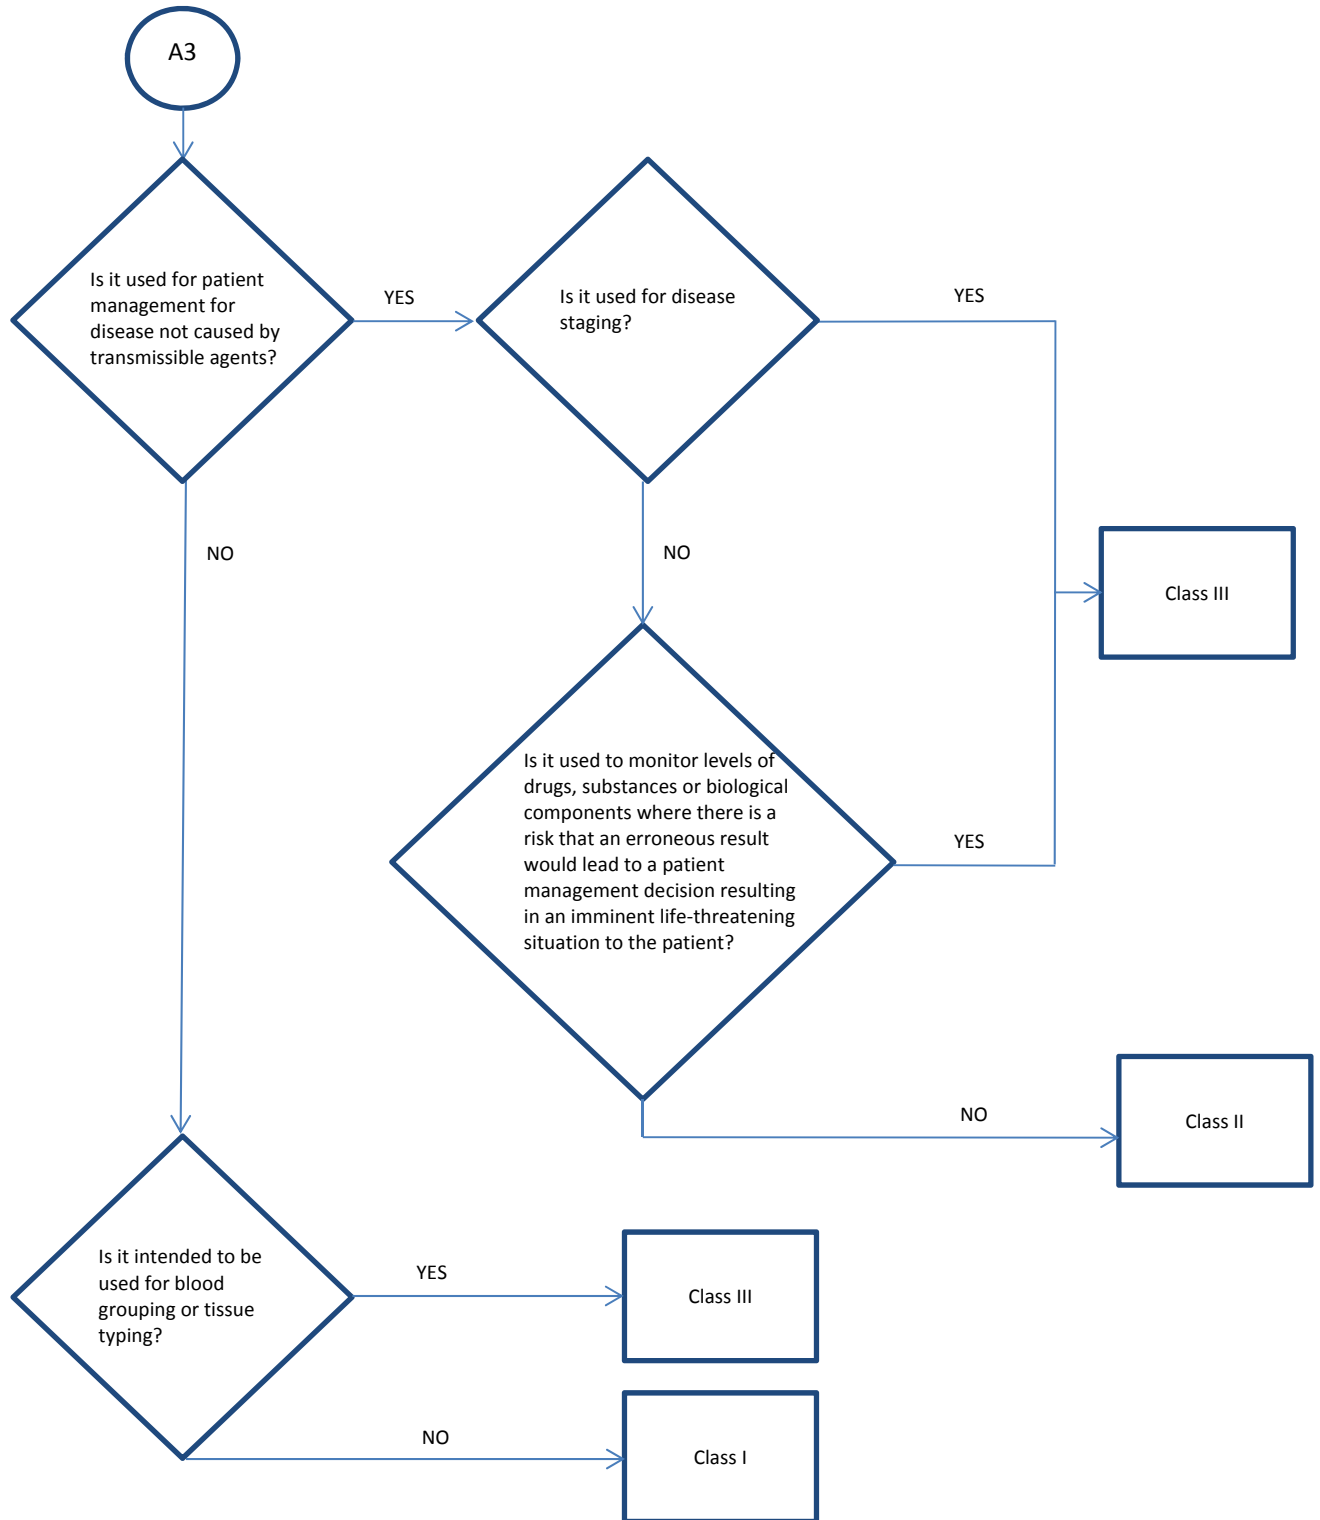 A3
Is it used for patient
management for
disease not caused by
transmissible agents?
YES
Is it used for disease
staging?
YES
NO
NO
Class III
Is it used to monitor levels of
drugs, substances or biological
components where there is a
risk that an erroneous result
would lead to a patient
management decision resulting
in an imminent life-threatening
situation to the patient?
YES
NO
Class II
Is it intended to be
used for blood
grouping or tissue
typing?
YES
Class III
NO
Class I